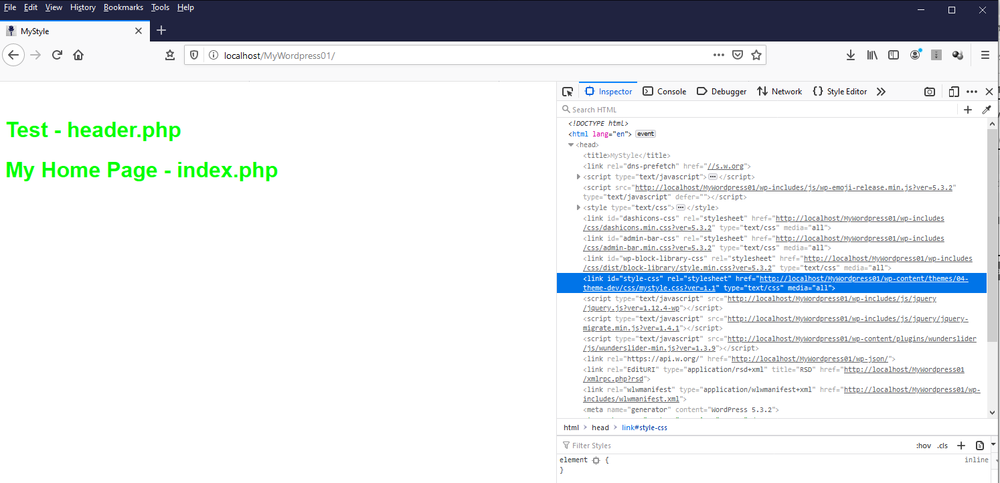 File Edit View History Bookmarks Tools Help
MyStyle
localhost/MyWordpress01/
Test - header.php
My Home Page - index.php
Inspector Console Debugger Network Style Editor
Search HTML
<!DOCTYPE html>
<html lang="en"> event
<head>
<title>MyStyle</title>
<link rel="dns-prefetch" href="//s.w.org">
<script type="text/javascript">…</script>
<script src="http://localhost/MyWordpress01/wp-includes/js/wp-emoji-release.min.js?ver=5.3.2"
type="text/javascript" defer=""></script>
<style type="text/css">…</style>
<link id="dashicons-css" rel="stylesheet" href="http://localhost/MyWordpress01/wp-includes
/css/dashicons.min.css?ver=5.3.2" type="text/css" media="all">
<link id="admin-bar-css" rel="stylesheet" href="http://localhost/MyWordpress01/wp-includes
/css/admin-bar.min.css?ver=5.3.2" type="text/css" media="all">
<link id="wp-block-library-css" rel="stylesheet" href="http://localhost/MyWordpress01/wp-includes
/css/dist/block-library/style.min.css?ver=5.3.2" type="text/css" media="all">
<link id="style-css" rel="stylesheet" href="http://localhost/MyWordpress01/wp-content/themes/04-
theme-dev/css/mystyle.css?ver=1.1" type="text/css" media="all">
<script type="text/javascript" src="http://localhost/MyWordpress01/wp-includes/js/jquery
/jquery.js?ver=1.12.4-wp"></script>
<script type="text/javascript" src="http://localhost/MyWordpress01/wp-includes/js/jquery/jquery-
migrate.min.js?ver=1.4.1"></script>
<script type="text/javascript" src="http://localhost/MyWordpress01/wp-content/plugins/wunderslider
/js/wunderslider-min.js?ver=1.3.9"></script>
<link rel="https://api.w.org/" href="http://localhost/MyWordpress01/wp-json/">
<link rel="EditURI" type="application/rsd+xml" title="RSD" href="http://localhost/MyWordpress01
/xmlrpc.php?rsd">
<link rel="wlwmanifest" type="application/wlwmanifest+xml" href="http://localhost/MyWordpress01/wp-
includes/wlwmanifest.xml">
<meta name="generator" content="WordPress 5.3.2">
html > head > link#style-css
Filter Styles :hov .cls +
element { inline
}